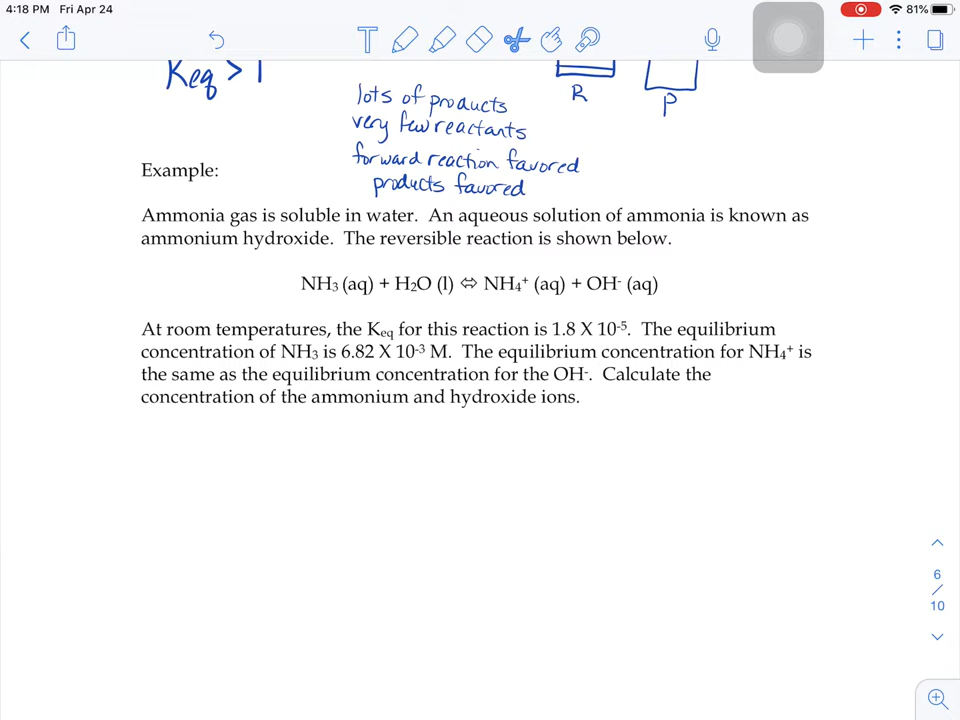 4:18 PM Fri Apr 24
81%
T
Keq > 1
R
P
lots of products
very few reactants
forward reaction favored
products favored
Example:
Ammonia gas is soluble in water. An aqueous solution of ammonia is known as
ammonium hydroxide. The reversible reaction is shown below.
NH₃ (aq) + H₂O (l) ⇔ NH₄⁺ (aq) + OH⁻ (aq)
At room temperatures, the Keq for this reaction is 1.8 X 10⁻⁵. The equilibrium
concentration of NH₃ is 6.82 X 10⁻³ M. The equilibrium concentration for NH₄⁺ is
the same as the equilibrium concentration for the OH⁻. Calculate the
concentration of the ammonium and hydroxide ions.
6
/
10